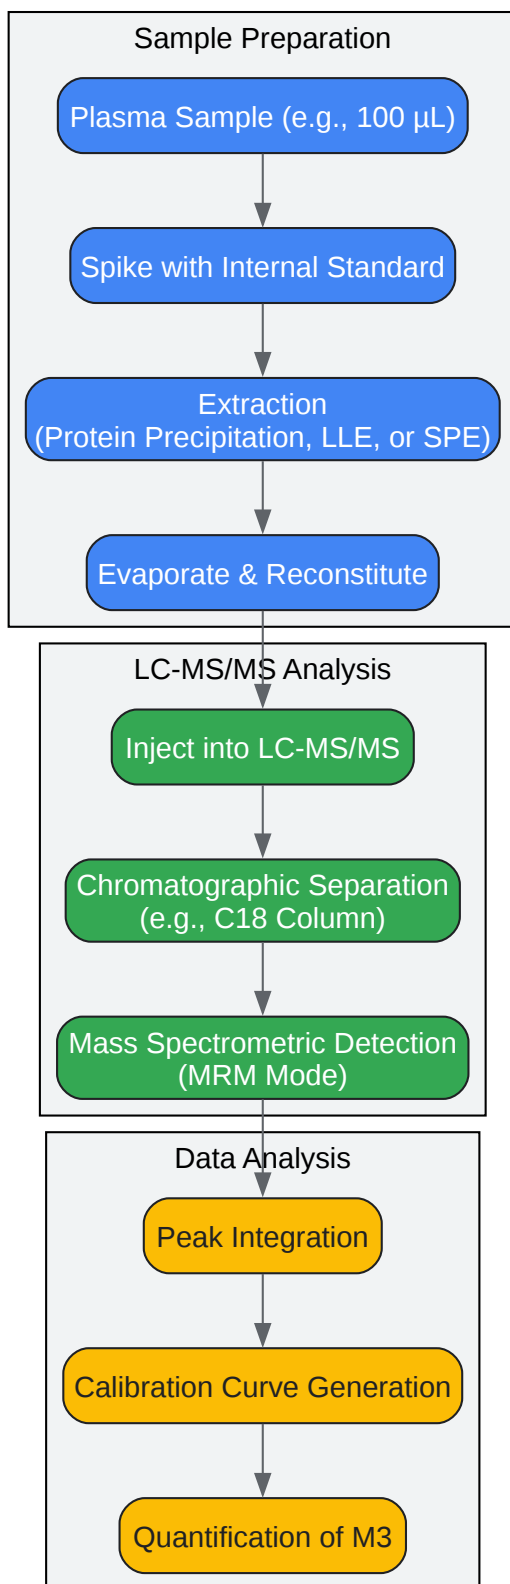 Sample Preparation
Plasma Sample (e.g., 100 µL)
Spike with Internal Standard
Extraction
(Protein Precipitation, LLE, or SPE)
Evaporate & Reconstitute
LC-MS/MS Analysis
Inject into LC-MS/MS
Chromatographic Separation
(e.g., C18 Column)
Mass Spectrometric Detection
(MRM Mode)
Data Analysis
Peak Integration
Calibration Curve Generation
Quantification of M3